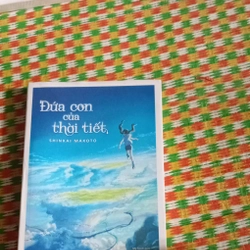 Đứa con
của
thời tiết
SHINKAI MAKOTO